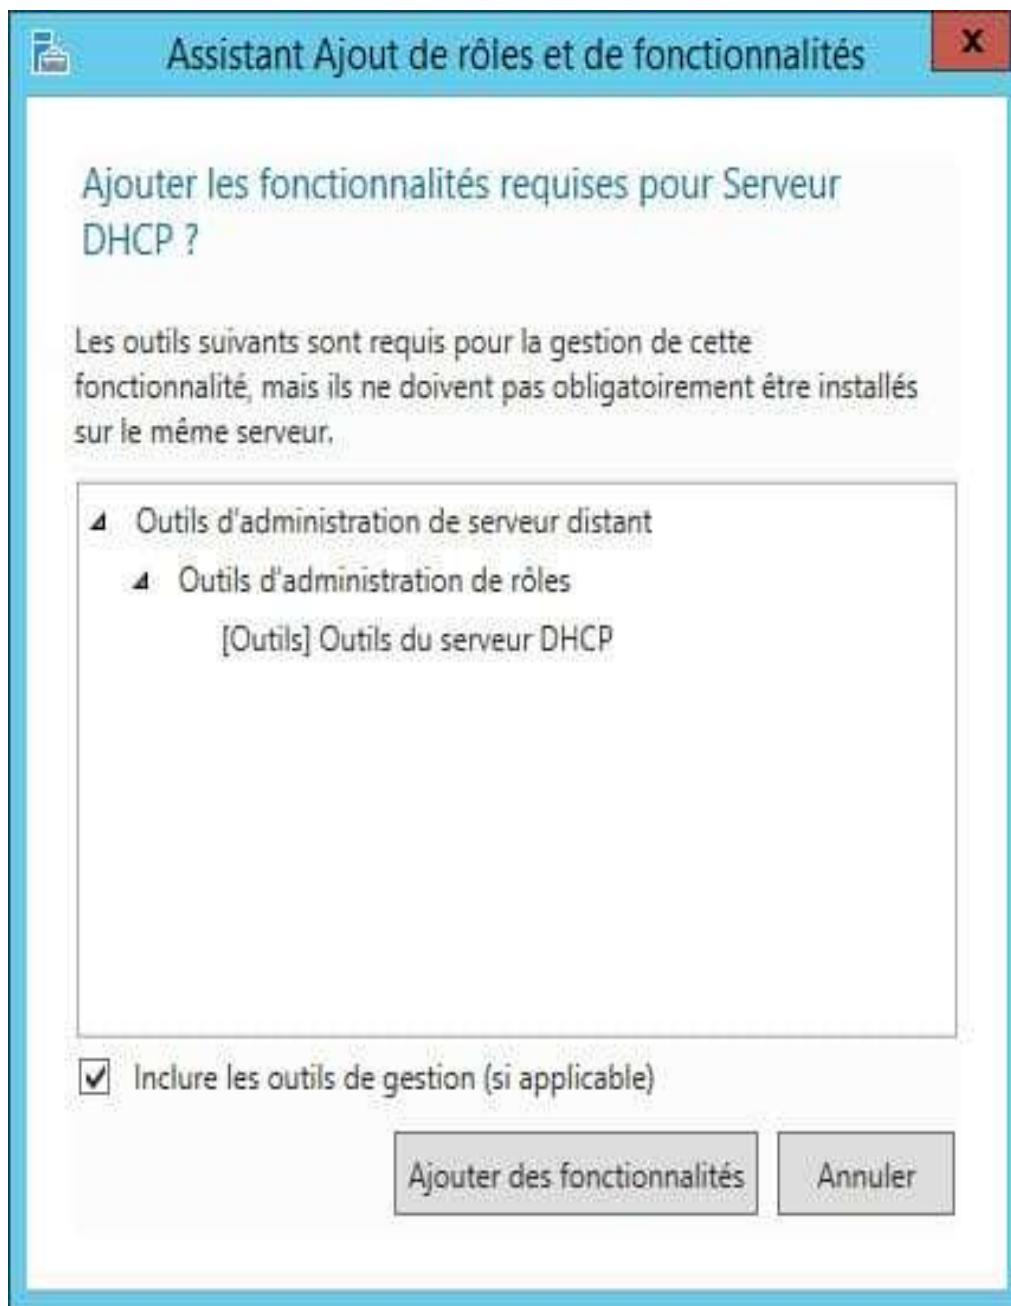 Assistant Ajout de rôles et de fonctionnalités
x
Ajouter les fonctionnalités requises pour Serveur
DHCP ?
Les outils suivants sont requis pour la gestion de cette
fonctionnalité, mais ils ne doivent pas obligatoirement être installés
sur le même serveur.
Outils d'administration de serveur distant
Outils d'administration de rôles
[Outils] Outils du serveur DHCP
Inclure les outils de gestion (si applicable)
Ajouter des fonctionnalités
Annuler